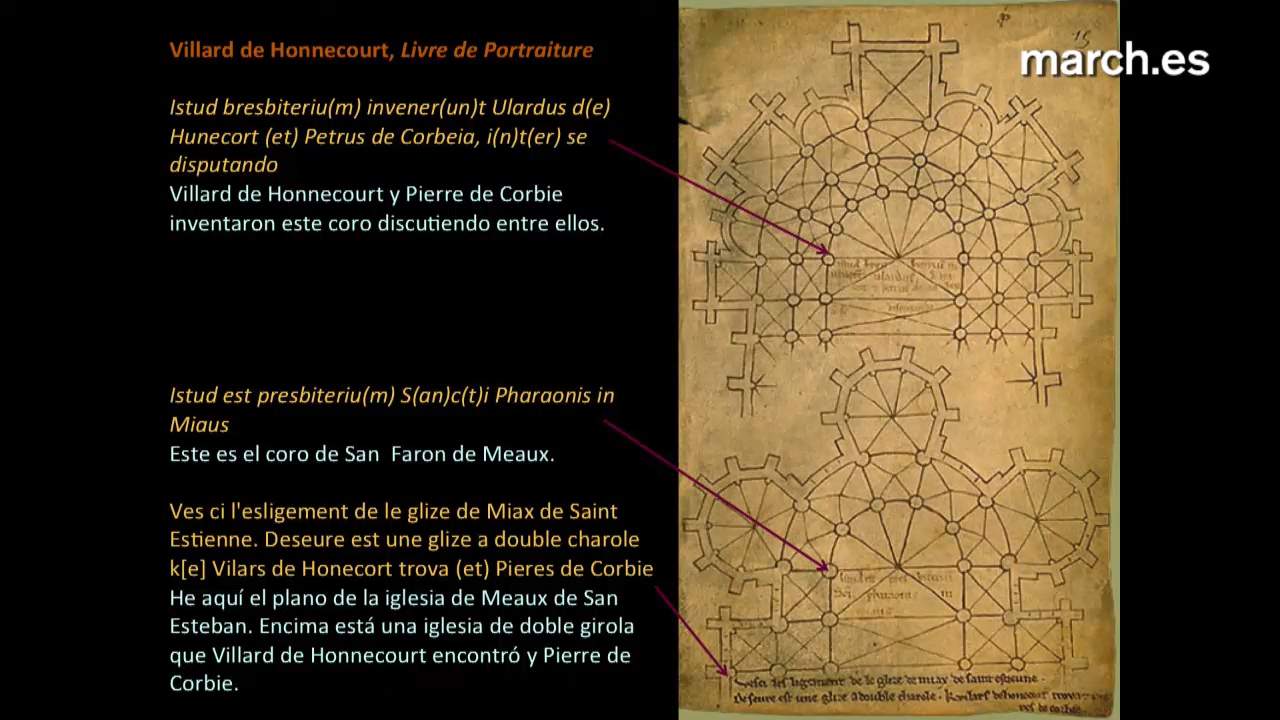 Villard de Honnecourt, Livre de Portraiture
Istud bresbiteriu(m) invener(un)t Ulardus d(e)
Hunecort (et) Petrus de Corbeia, i(n)t(er) se
disputando
Villard de Honnecourt y Pierre de Corbie
inventaron este coro discutiendo entre ellos.
Istud est presbiteriu(m) S(an)c(t)i Pharaonis in
Miaus
Este es el coro de San Faron de Meaux.
Ves ci l'esligement de le glize de Miax de Saint
Estienne. Deseure est une glize a double charole
k[e] Vilars de Honecort trova (et) Pieres de Corbie
He aquí el plano de la iglesia de Meaux de San
Esteban. Encima está una iglesia de doble girola
que Villard de Honnecourt encontró y Pierre de
Corbie.
march.es
15